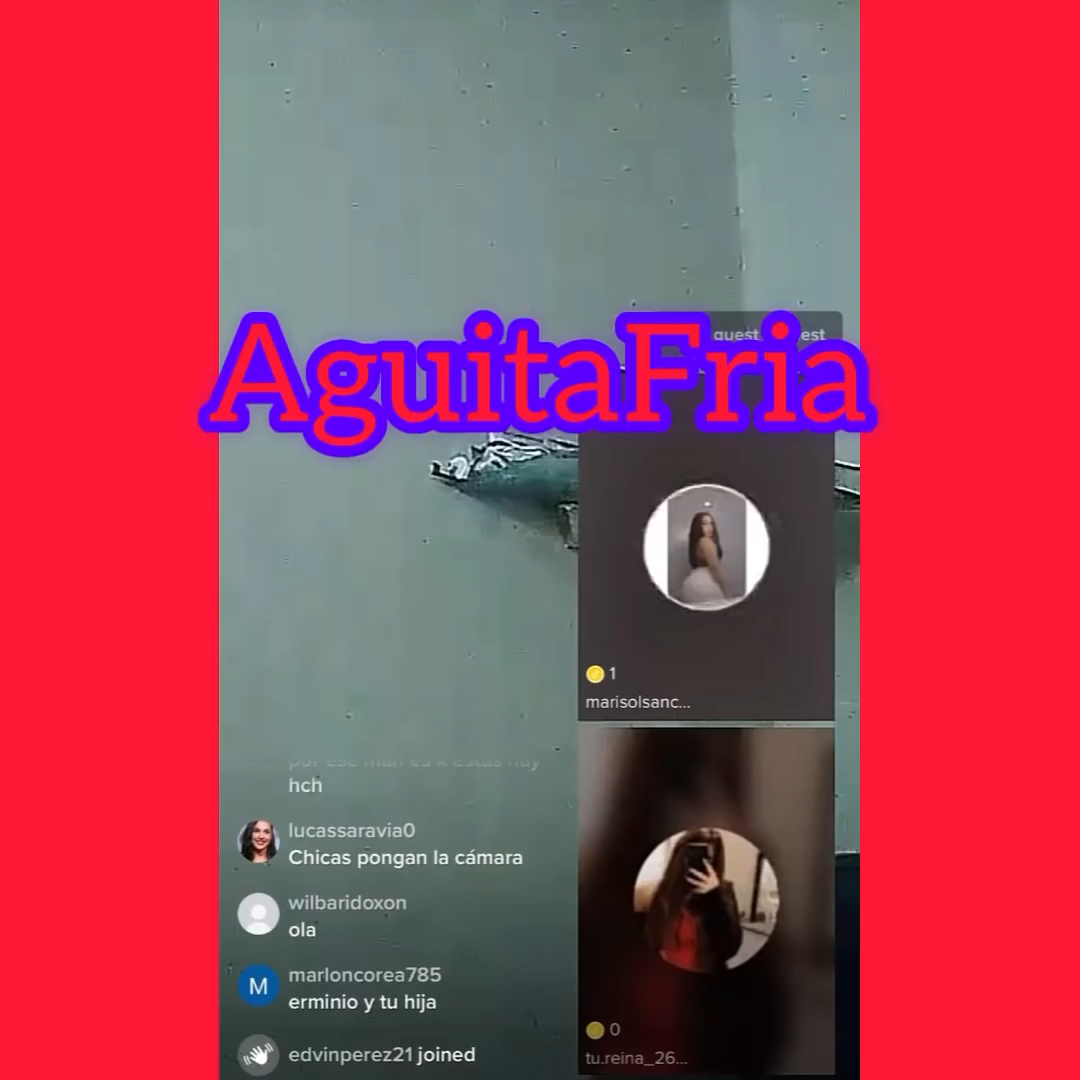 AguitaFria
1
marisolsanc...
hch
lucassaravia0
Chicas pongan la cámara
wilbaridoxon
ola
marloncorea785
M
erminio y tu hija
0
edvinperez21 joined
tu.reina_26...